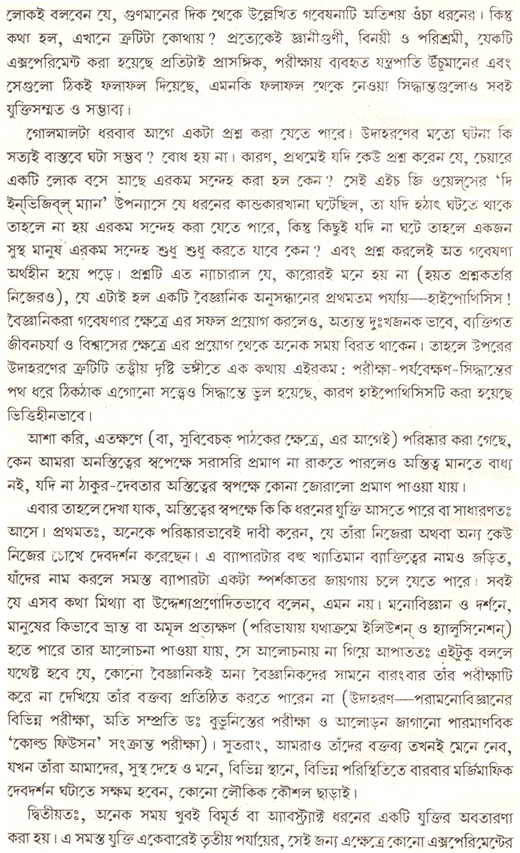 লোকই বলবেন যে, গুণমানের দিক থেকে উল্লেখিত গবেষনাটি অতিশয় ওঁচা ধরনের। কিন্তু
কথা হল, এখানে ত্রুটিটা কোথায়? প্রত্যেকেই জ্ঞানীগুণী, বিনয়ী ও পরিশ্রমী, যেকটি
এক্সপেরিমেন্ট করা হয়েছে প্রতিটাই প্রাসঙ্গিক, পরীক্ষায় ব্যবহৃত যন্ত্রপাতি উঁচুমানের এবং
সেগুলো ঠিকই ফলাফল দিয়েছে, এমনকি ফলাফল থেকে নেওয়া সিদ্ধান্তগুলোও সবই
যুক্তিসম্মত ও সম্ভাব্য।
গোলমালটা ধরবার আগে একটা প্রশ্ন করা যেতে পারে। উদাহরণের মতো ঘটনা কি
সত্যিই বাস্তবে ঘটা সম্ভব? বোধ হয় না। কারণ, প্রথমেই যদি কেউ প্রশ্ন করেন যে, চেয়ারে
একটি লোক বসে আছে এরকম সন্দেহ করা হল কেন? সেই এইচ জি ওয়েল্‌সের 'দি
ইন্‌ভিজিব্‌ল্ ম্যান' উপন্যাসে যে ধরনের কান্ডকারখানা ঘটেছিল, তা যদি হঠাৎ ঘটতে থাকে
তাহলে না হয় এরকম সন্দেহ করা যেতে পারে, কিন্তু কিছুই যদি না ঘটে তাহলে একজন
সুস্থ মানুষ এরকম সন্দেহ শুধু শুধু করতে যাবে কেন? এবং প্রশ্ন করলেই অত গবেষণা
অর্থহীন হয়ে পড়ে। প্রশ্নটি এত ন্যাচারাল যে, কারোরই মনে হয় না (হয়ত প্রশ্নকর্তার
নিজেরও), যে এটাই হল একটি বৈজ্ঞানিক অনুসন্ধানের প্রথমতম পর্যায়—হাইপোথিসিস!
বৈজ্ঞানিকরা গবেষণার ক্ষেত্রে এর সফল প্রয়োগ করলেও, অত্যন্ত দুঃখজনক ভাবে, ব্যক্তিগত
জীবনচর্যা ও বিশ্বাসের ক্ষেত্রে এর প্রয়োগ থেকে অনেক সময় বিরত থাকেন। তাহলে উপরের
উদাহরণের ত্রুটিটি তত্ত্বীয় দৃষ্টি ভঙ্গীতে এক কথায় এইরকম: পরীক্ষা-পর্যবেক্ষণ-সিদ্ধান্তের
পথ ধরে ঠিকঠাক এগোনো সত্ত্বেও সিদ্ধান্তে ভুল হয়েছে, কারণ হাইপোথিসিসটি করা হয়েছে
ভিত্তিহীনভাবে।
আশা করি, এতক্ষণে (বা, সুবিবেচক পাঠকের ক্ষেত্রে, এর আগেই) পরিষ্কার করা গেছে,
কেন আমরা অনস্তিত্বের স্বপেক্ষে সরাসরি প্রমাণ না রাকতে পারলেও অস্তিত্ব মানতে বাধ্য
নই, যদি না ঠাকুর-দেবতার অস্তিত্বের স্বপক্ষে কোনা জোরালো প্রমাণ পাওয়া যায়।
এবার তাহলে দেখা যাক, অস্তিত্বের স্বপক্ষে কি কি ধরনের যুক্তি আসতে পারে বা সাধারণতঃ
আসে। প্রথমতঃ, অনেকে পরিষ্কারভাবেই দাবী করেন, যে তাঁরা নিজেরা অথবা অন্য কেউ
নিজের চোখে দেবদর্শন করেছেন। এ ব্যাপারটার বহু খ্যাতিমান ব্যাক্তিত্বের নামও জড়িত,
যাঁদের নাম করলে সমস্ত ব্যাপারটা একটা স্পর্শকাতর জায়গায় চলে যেতে পারে। সবই
যে এসব কথা মিথ্যা বা উদ্দেশ্যপ্রণোদিতভাবে বলেন, এমন নয়। মনোবিজ্ঞান ও দর্শনে,
মানুষের কিভাবে ভ্রান্ত বা অমূল প্রত্যক্ষণ (পরিভাষায় যথাক্রমে ইলিউশন্ ও হ্যালুসিনেশন)
হতে পারে তার আলোচনা পাওয়া যায়, সে আলোচনায় না গিয়ে আপাততঃ এইটুকু বললে
যথেষ্ট হবে যে, কোনো বৈজ্ঞানিকই অন্য বৈজ্ঞানিকদের সামনে বারংবার তাঁর পরীক্ষাটি
করে না দেখিয়ে তাঁর বক্তব্য প্রতিষ্ঠিত করতে পারেন না (উদাহরণ—পরামনোবিজ্ঞানের
বিভিন্ন পরীক্ষা, অতি সম্প্রতি ডঃ বুভুনিস্তের পরীক্ষা ও আলোড়ন জাগানো পারমাণবিক
'কোল্ড ফিউসন' সংক্রান্ত পরীক্ষা)। সুতরাং, আমরাও তাঁদের বক্তব্য তখনই মেনে নেব,
যখন তাঁরা আমাদের, সুস্থ দেহে ও মনে, বিভিন্ন স্থানে, বিভিন্ন পরিস্থিতিতে বারবার মর্জিমাফিক
দেবদর্শন ঘটাতে সক্ষম হবেন, কোনো লৌকিক কৌশল ছাড়াই।
দ্বিতীয়তঃ, অনেক সময় খুবই বিমূর্ত বা অ্যাবস্ট্র্যাক্ট ধরনের একটি যুক্তির অবতারণা
করা হয়। এ সমস্ত যুক্তি একেবারেই তৃতীয় পর্যায়ের, সেই জন্য এক্ষেত্রে কোনো এক্সপেরিমেন্টের